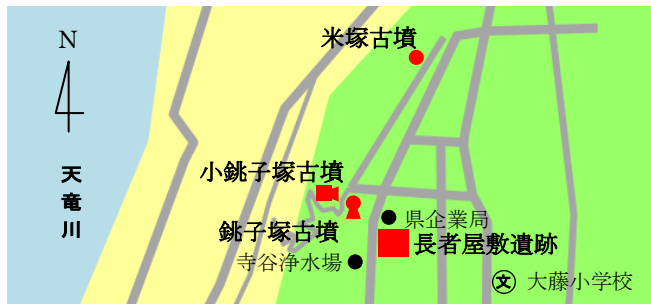 N
米塚古墳
天竜川
小銚子塚古墳
銚子塚古墳
県企業局
長者屋敷遺跡
寺谷浄水場
文
大藤小学校